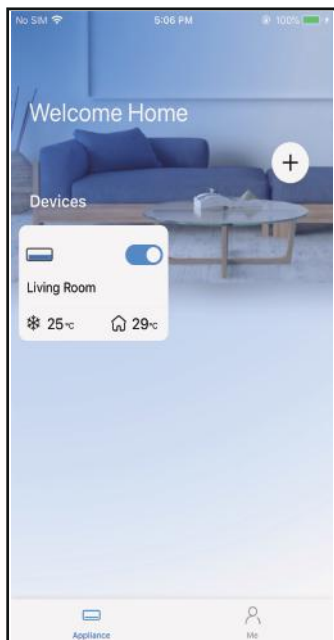 No SIM 5:06 PM 100%
Welcome Home
+
Devices
Living Room
25°C 29°C
Appliance Me